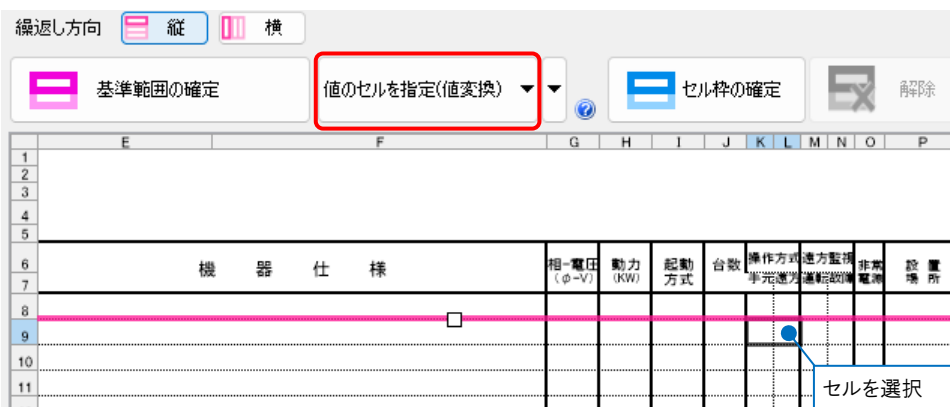 繰返し方向 縦 横
基準範囲の確定 値のセルを指定(値変換) セル枠の確定 解除
E F G H I J K L M N O P
1
2
3
4
5
6
機器仕様 相-電圧 動力 起動 台数 操作方式 遠方監視 非常 設置
7 (φ-V) (KW) 方式 手元 遠方 運転 故障 電源 場所
8
9
10
11
セルを選択